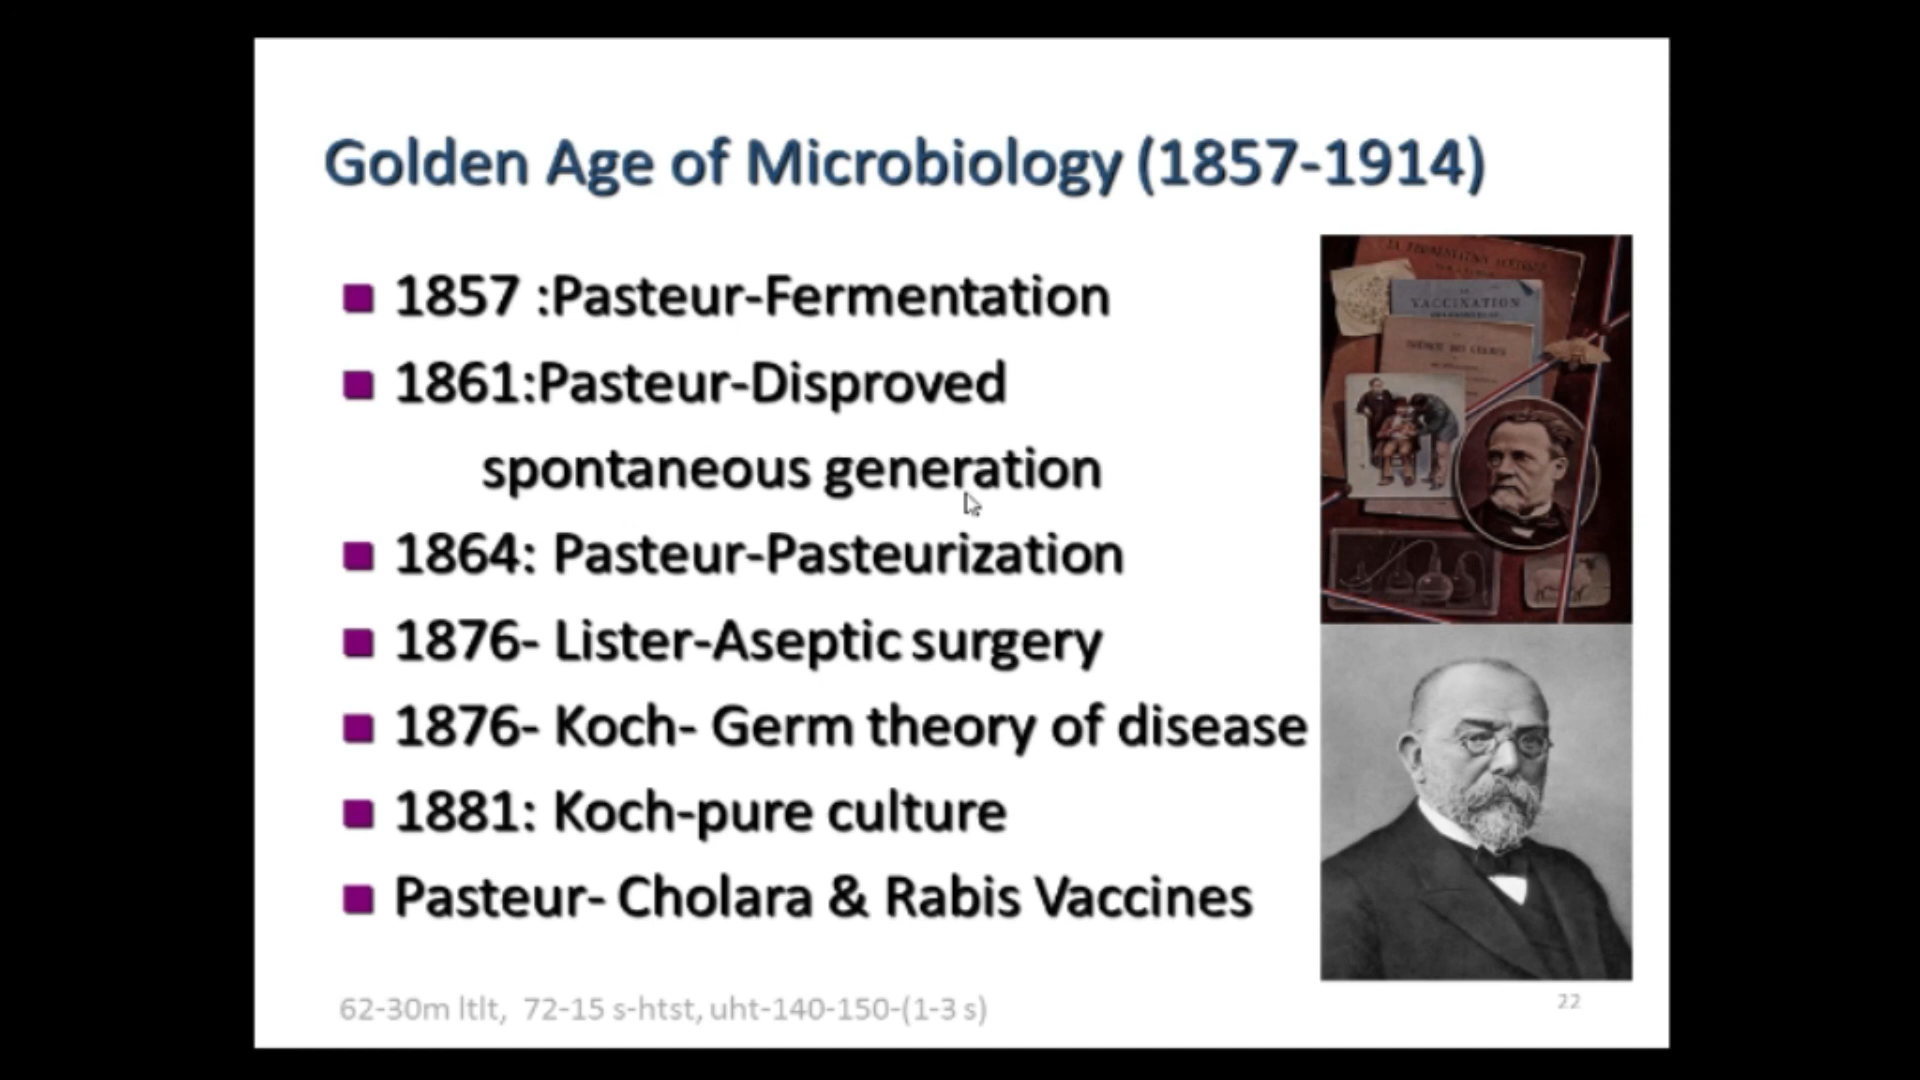 Golden Age of Microbiology (1857-1914)
1857 :Pasteur-Fermentation
1861:Pasteur-Disproved
spontaneous generation
1864: Pasteur-Pasteurization
1876- Lister-Aseptic surgery
1876- Koch- Germ theory of disease
1881: Koch-pure culture
Pasteur- Cholara & Rabis Vaccines
VACCINATION
62-30m ltlt, 72-15 s-htst, uht-140-150-(1-3 s)
22